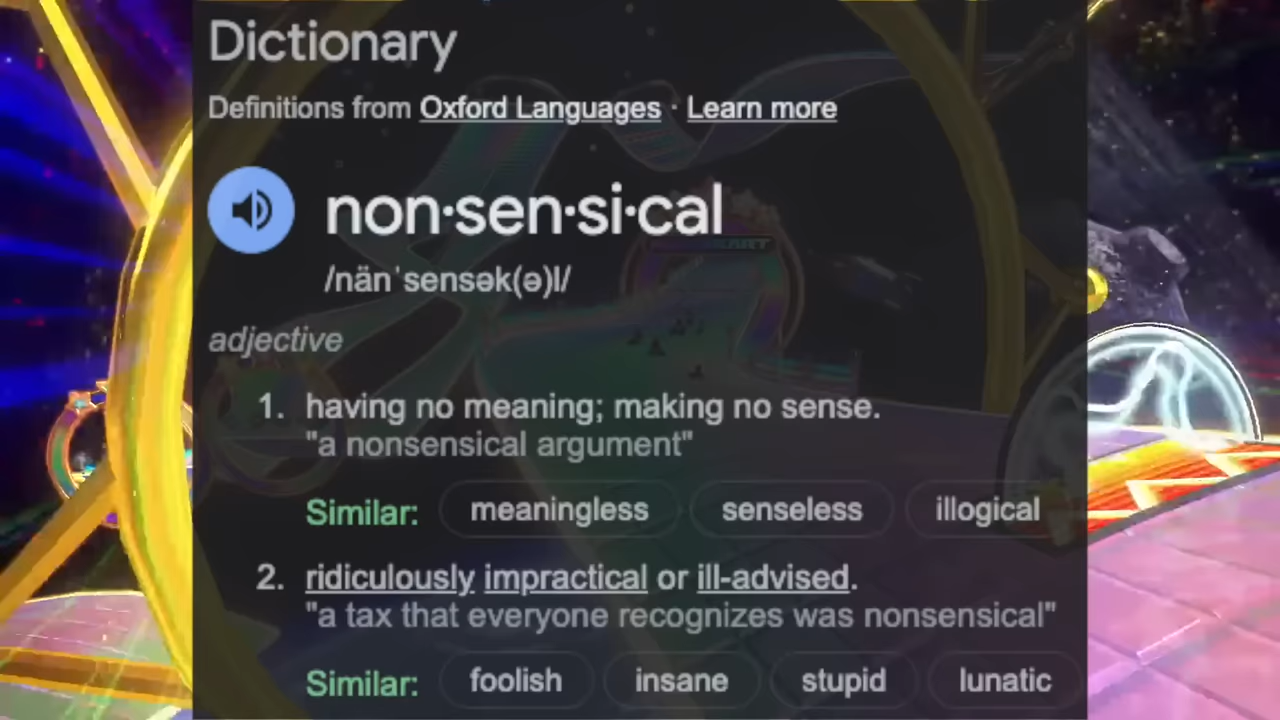 Dictionary
Definitions from Oxford Languages · Learn more
non·sen·si·cal
/nänˈsensək(ə)l/
adjective
1. having no meaning; making no sense.
"a nonsensical argument"
Similar: meaningless senseless illogical
2. ridiculously impractical or ill-advised.
"a tax that everyone recognizes was nonsensical"
Similar: foolish insane stupid lunatic